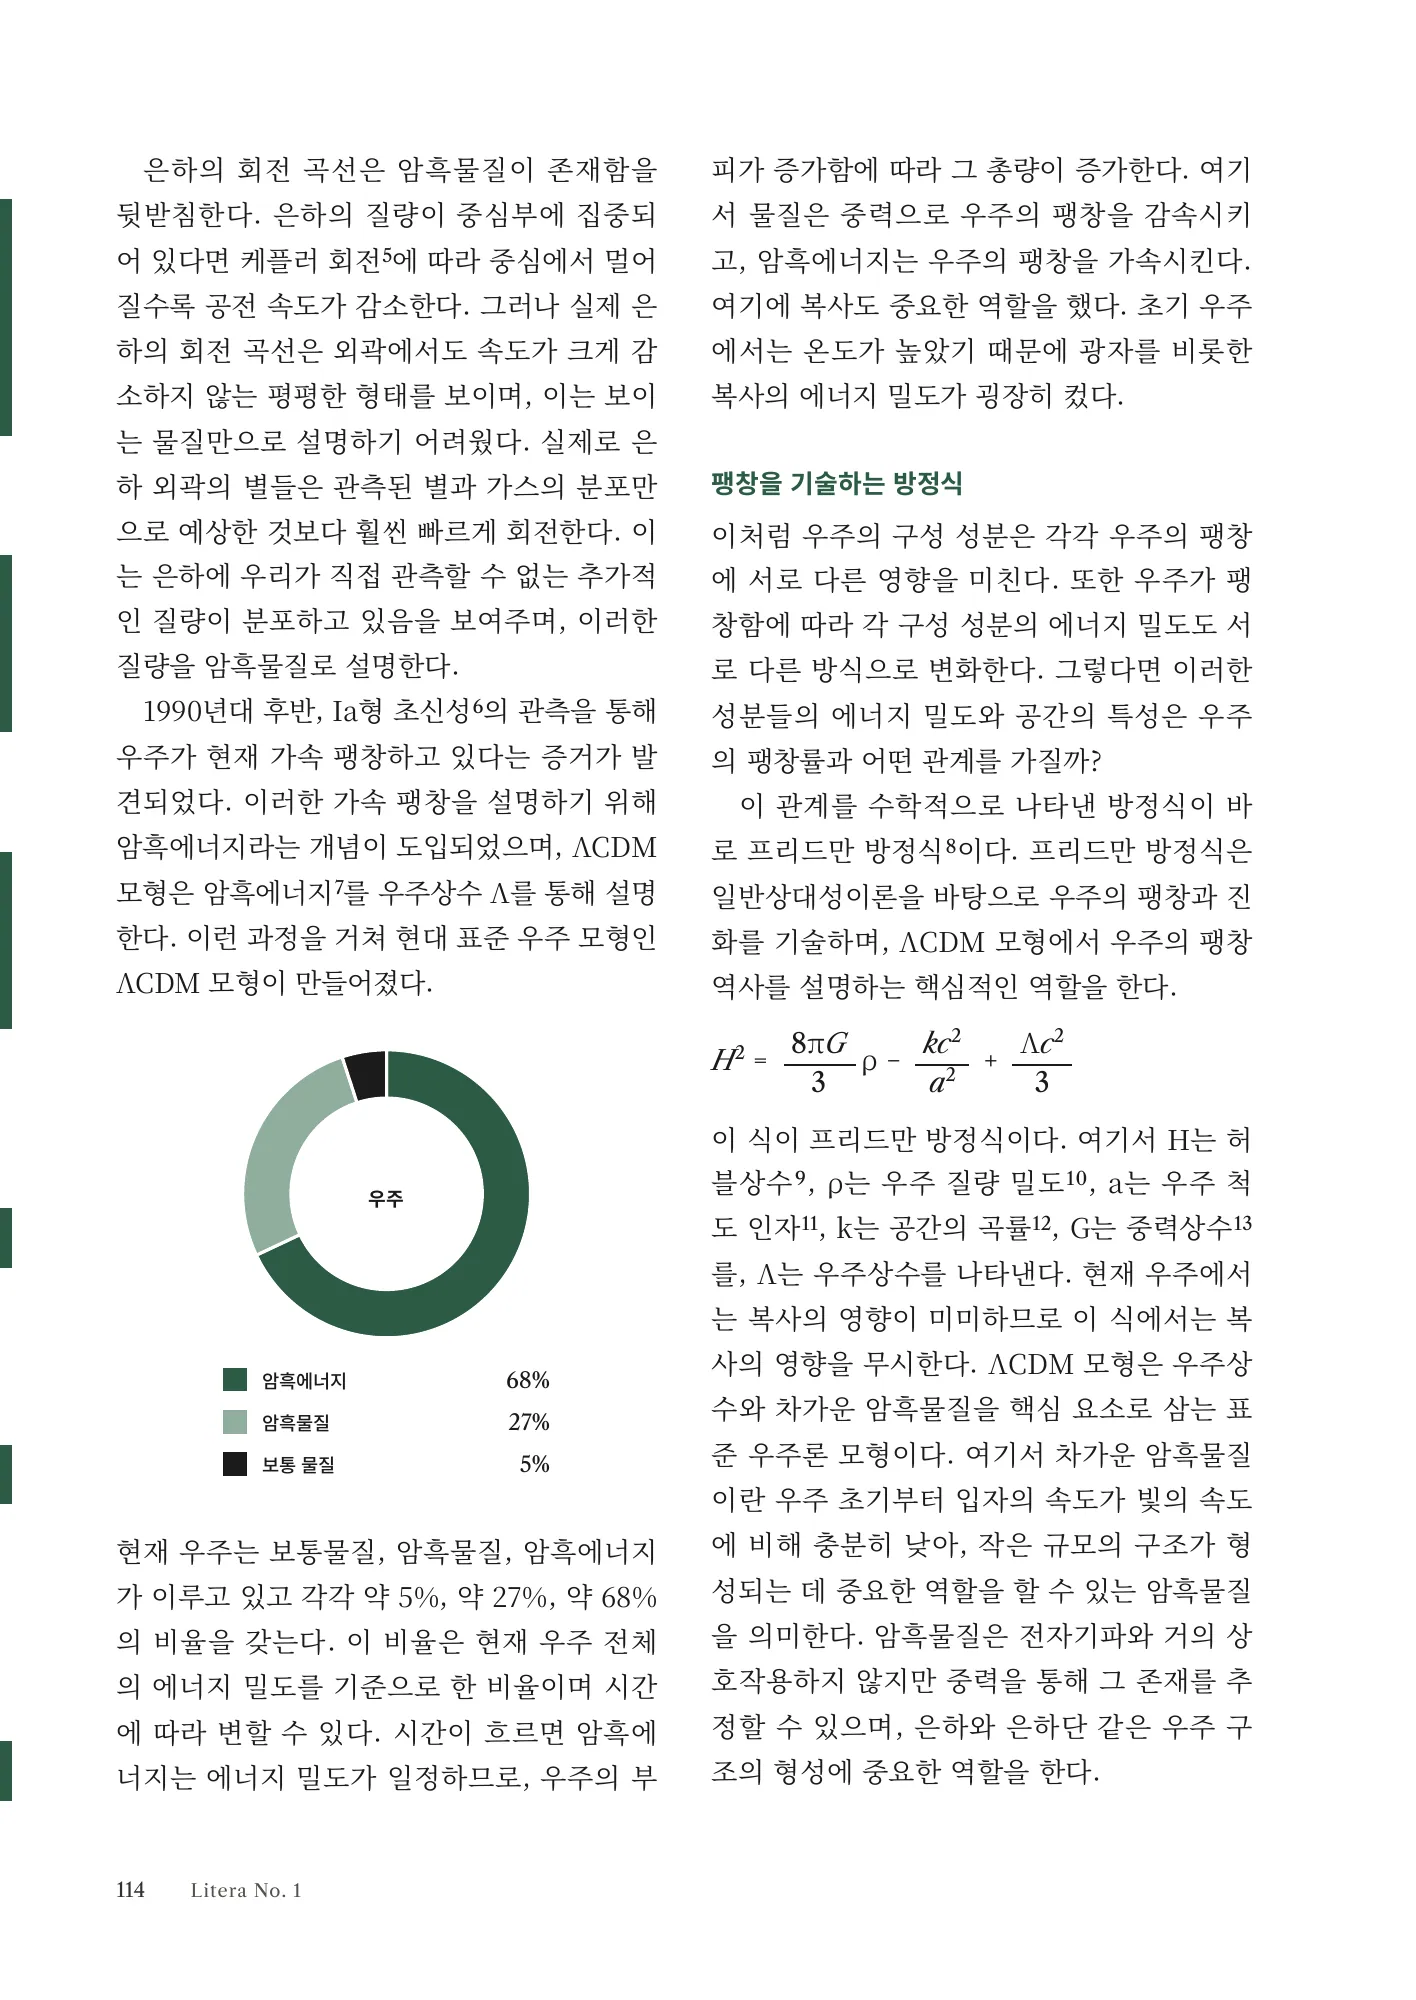 은하의 회전 곡선은 암흑물질이 존재함을
뒷받침한다. 은하의 질량이 중심부에 집중되
어 있다면 케플러 회전⁵에 따라 중심에서 멀어
질수록 공전 속도가 감소한다. 그러나 실제 은
하의 회전 곡선은 외곽에서도 속도가 크게 감
소하지 않는 평평한 형태를 보이며, 이는 보이
는 물질만으로 설명하기 어려웠다. 실제로 은
하 외곽의 별들은 관측된 별과 가스의 분포만
으로 예상한 것보다 훨씬 빠르게 회전한다. 이
는 은하에 우리가 직접 관측할 수 없는 추가적
인 질량이 분포하고 있음을 보여주며, 이러한
질량을 암흑물질로 설명한다.
1990년대 후반, Ia형 초신성⁶의 관측을 통해
우주가 현재 가속 팽창하고 있다는 증거가 발
견되었다. 이러한 가속 팽창을 설명하기 위해
암흑에너지라는 개념이 도입되었으며, ΛCDM
모형은 암흑에너지⁷를 우주상수 Λ를 통해 설명
한다. 이런 과정을 거쳐 현대 표준 우주 모형인
ΛCDM 모형이 만들어졌다.
우주
암흑에너지 68%
암흑물질 27%
보통 물질 5%
현재 우주는 보통물질, 암흑물질, 암흑에너지
가 이루고 있고 각각 약 5%, 약 27%, 약 68%
의 비율을 갖는다. 이 비율은 현재 우주 전체
의 에너지 밀도를 기준으로 한 비율이며 시간
에 따라 변할 수 있다. 시간이 흐르면 암흑에
너지는 에너지 밀도가 일정하므로, 우주의 부
피가 증가함에 따라 그 총량이 증가한다. 여기
서 물질은 중력으로 우주의 팽창을 감속시키
고, 암흑에너지는 우주의 팽창을 가속시킨다.
여기에 복사도 중요한 역할을 했다. 초기 우주
에서는 온도가 높았기 때문에 광자를 비롯한
복사의 에너지 밀도가 굉장히 컸다.
팽창을 기술하는 방정식
이처럼 우주의 구성 성분은 각각 우주의 팽창
에 서로 다른 영향을 미친다. 또한 우주가 팽
창함에 따라 각 구성 성분의 에너지 밀도도 서
로 다른 방식으로 변화한다. 그렇다면 이러한
성분들의 에너지 밀도와 공간의 특성은 우주
의 팽창률과 어떤 관계를 가질까?
이 관계를 수학적으로 나타낸 방정식이 바
로 프리드만 방정식⁸이다. 프리드만 방정식은
일반상대성이론을 바탕으로 우주의 팽창과 진
화를 기술하며, ΛCDM 모형에서 우주의 팽창
역사를 설명하는 핵심적인 역할을 한다.
H² = 8πG/3 ρ − kc²/a² + Λc²/3
이 식이 프리드만 방정식이다. 여기서 H는 허
블상수⁹, ρ는 우주 질량 밀도¹⁰, a는 우주 척
도 인자¹¹, k는 공간의 곡률¹², G는 중력상수¹³
를, Λ는 우주상수를 나타낸다. 현재 우주에서
는 복사의 영향이 미미하므로 이 식에서는 복
사의 영향을 무시한다. ΛCDM 모형은 우주상
수와 차가운 암흑물질을 핵심 요소로 삼는 표
준 우주론 모형이다. 여기서 차가운 암흑물질
이란 우주 초기부터 입자의 속도가 빛의 속도
에 비해 충분히 낮아, 작은 규모의 구조가 형
성되는 데 중요한 역할을 할 수 있는 암흑물질
을 의미한다. 암흑물질은 전자기파와 거의 상
호작용하지 않지만 중력을 통해 그 존재를 추
정할 수 있으며, 은하와 은하단 같은 우주 구
조의 형성에 중요한 역할을 한다.
114 Litera No. 1